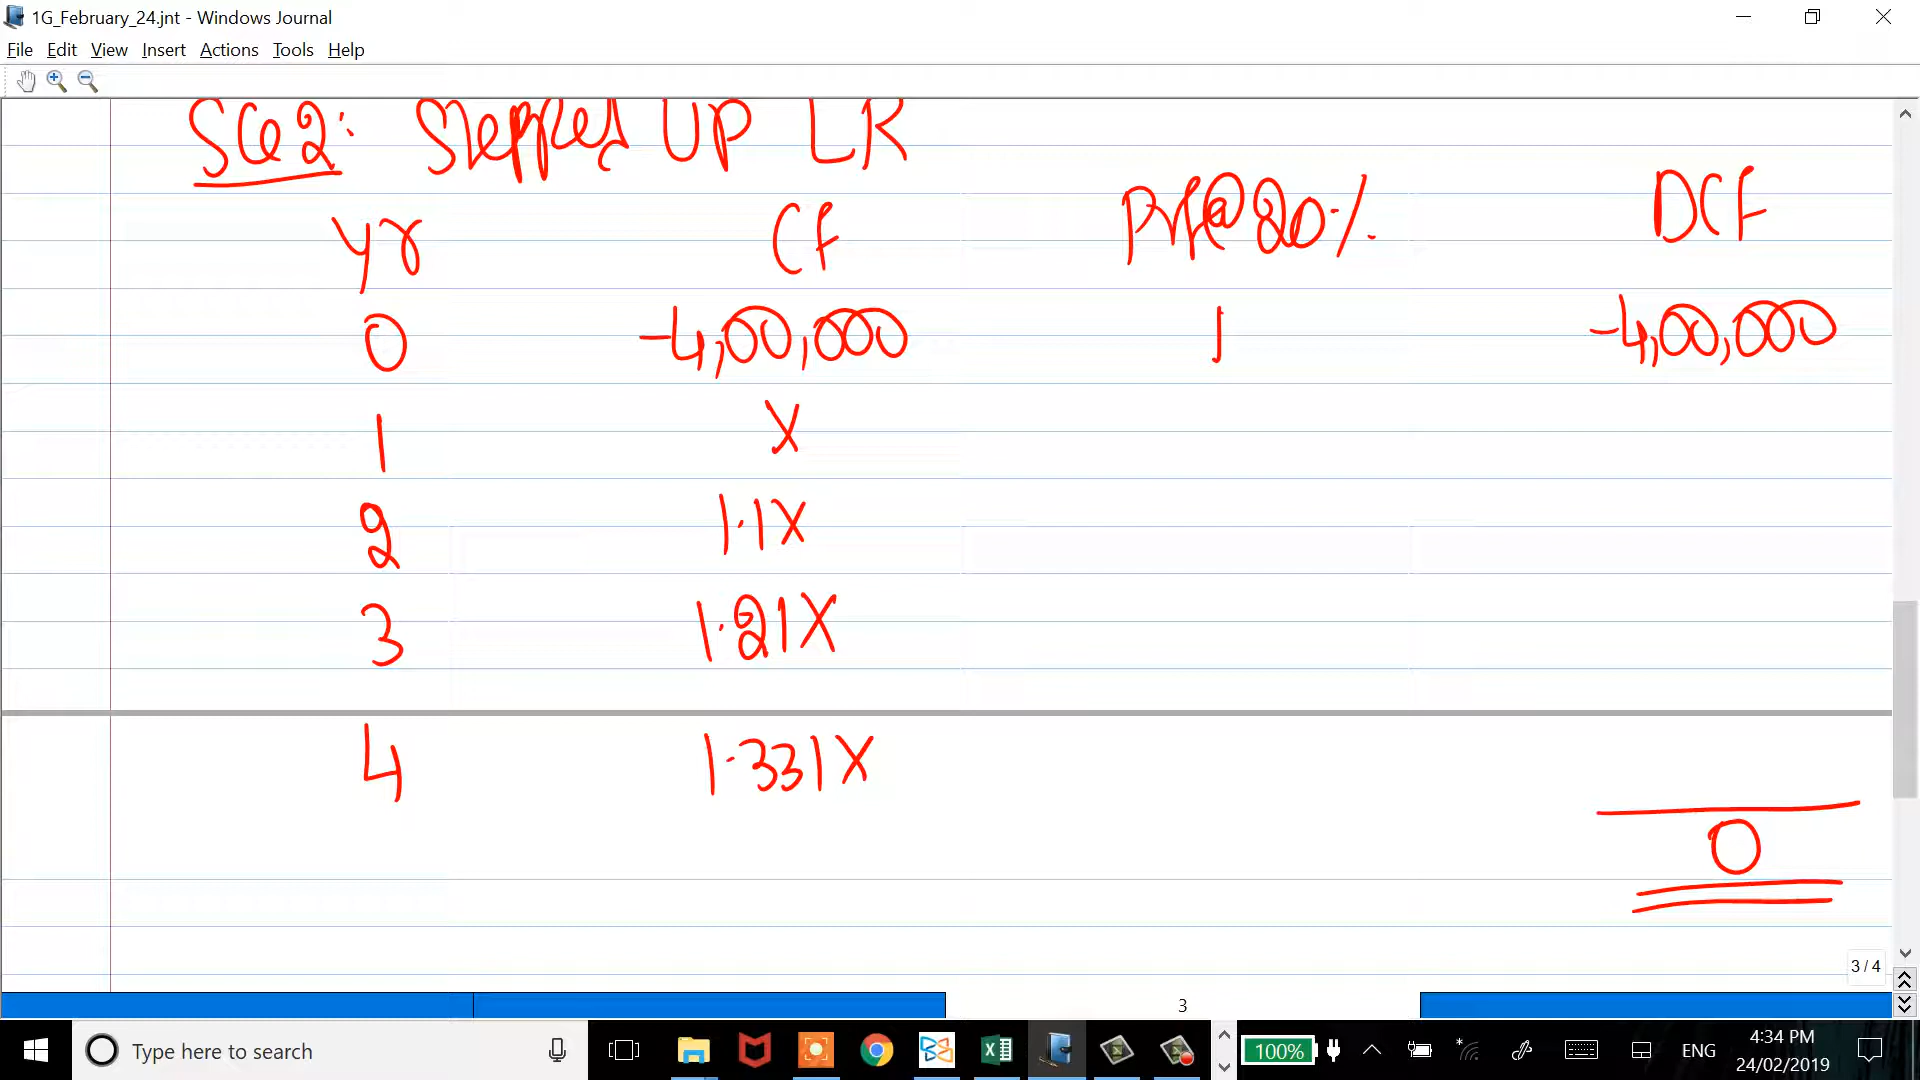 1G_February_24.jnt - Windows Journal
File Edit View Insert Actions Tools Help
SCe2: Stepped UP LR
yr CF Pvf@20% DCF
0 -4,00,000 1 -4,00,000
1 X
2 1.1X
3 1.21X
4 1.331X
0
3 / 4
3
Type here to search
100%
ENG
4:34 PM
24/02/2019